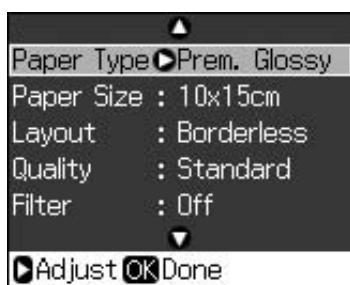 Paper Type Prem. Glossy
Paper Size : 10x15cm
Layout : Borderless
Quality : Standard
Filter : Off
Adjust OK Done